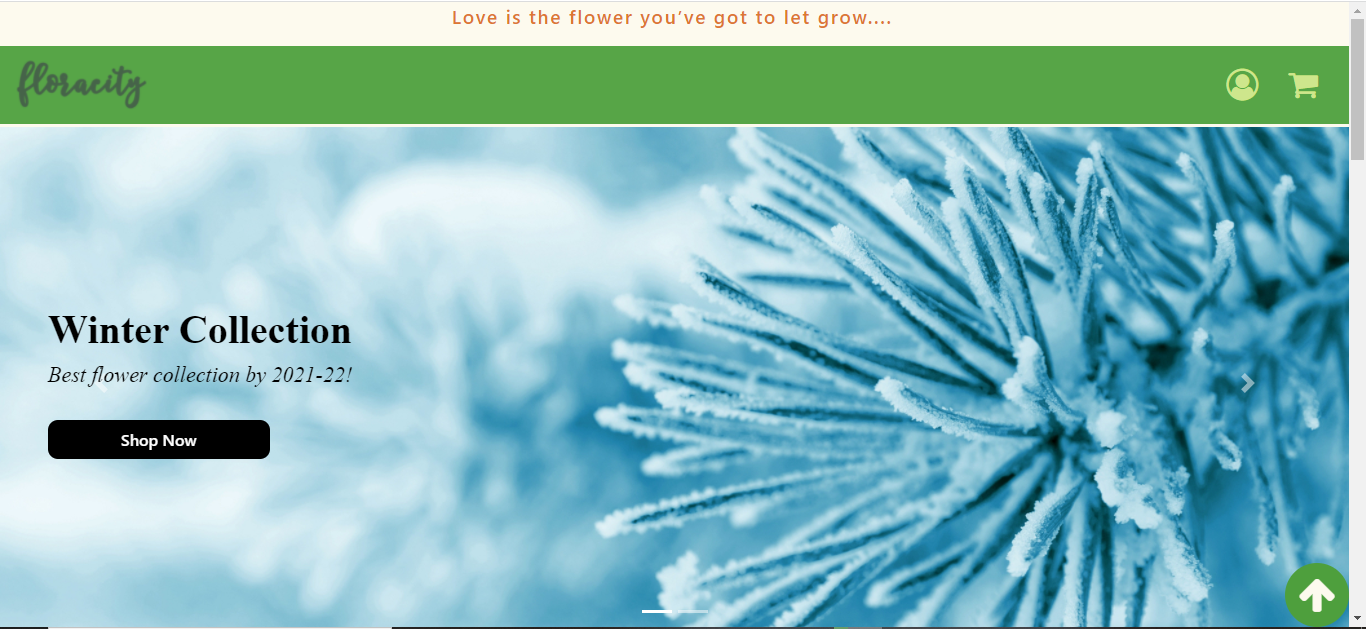 Love is the flower you've got to let grow....
floracity
Winter Collection
Best flower collection by 2021-22!
Shop Now